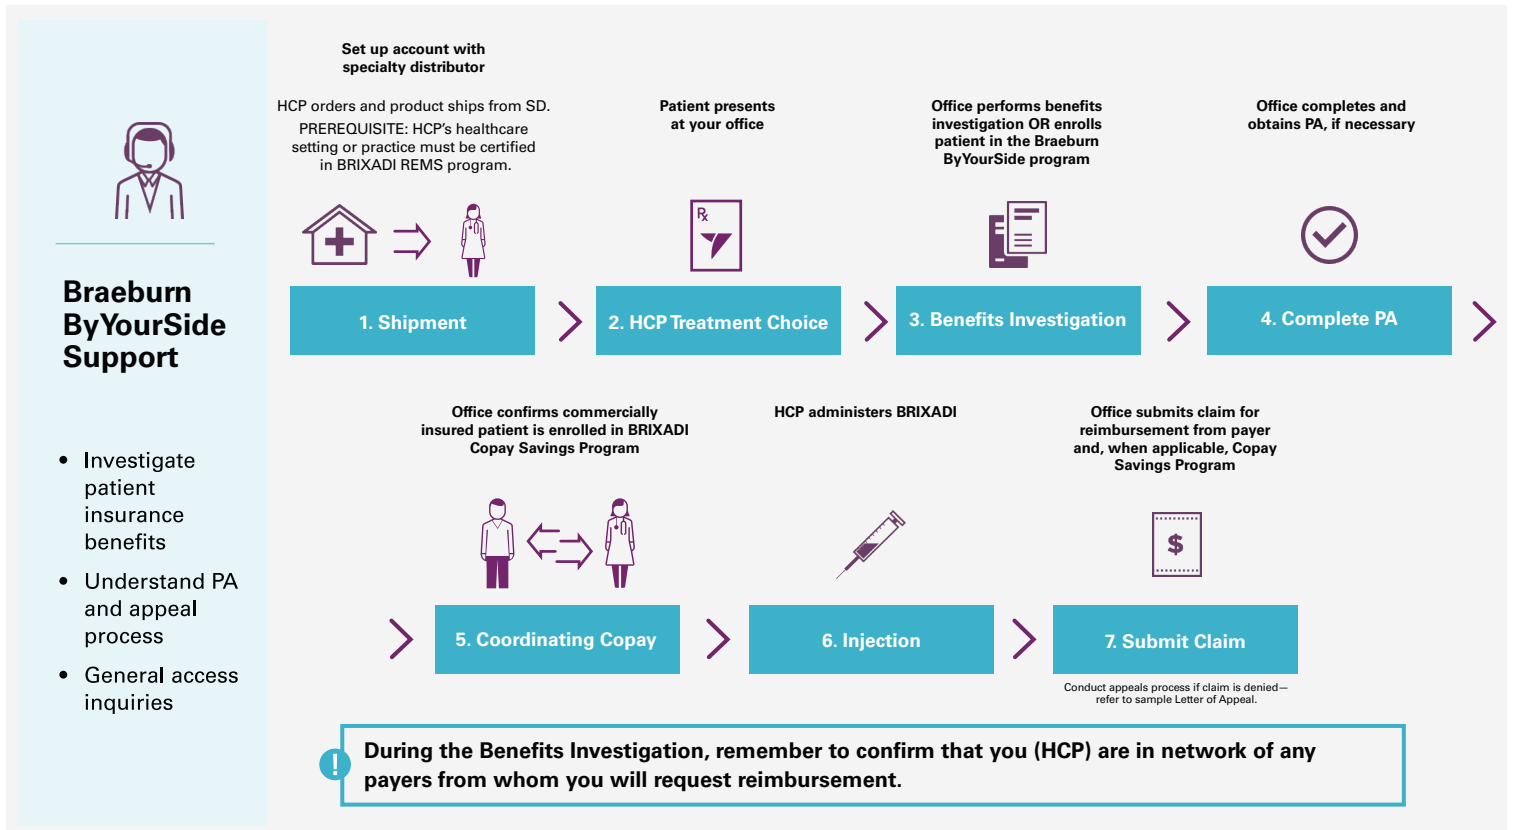 Braeburn
ByYourSide
Support
• Investigate
patient
insurance
benefits
• Understand PA
and appeal
process
• General access
inquiries
Set up account with
specialty distributor
HCP orders and product ships from SD.
PREREQUISITE: HCP's healthcare
setting or practice must be certified
in BRIXADI REMS program.
1. Shipment
Patient presents
at your office
Rx
2. HCP Treatment Choice
Office performs benefits
investigation OR enrolls
patient in the Braeburn
ByYourSide program
3. Benefits Investigation
Office completes and
obtains PA, if necessary
4. Complete PA
Office confirms commercially
insured patient is enrolled in BRIXADI
Copay Savings Program
5. Coordinating Copay
HCP administers BRIXADI
6. Injection
Office submits claim for
reimbursement from payer
and, when applicable, Copay
Savings Program
$
7. Submit Claim
Conduct appeals process if claim is denied—
refer to sample Letter of Appeal.
!
During the Benefits Investigation, remember to confirm that you (HCP) are in network of any
payers from whom you will request reimbursement.